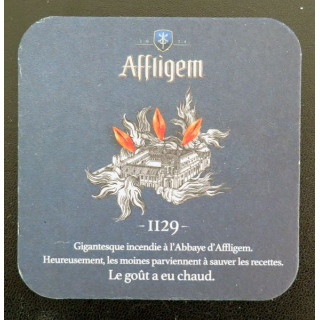 Affligem
-1129-
Gigantesque incendie à l'Abbaye d'Affligem.
Heureusement, les moines parviennent à sauver les recettes.
Le goût a eu chaud.